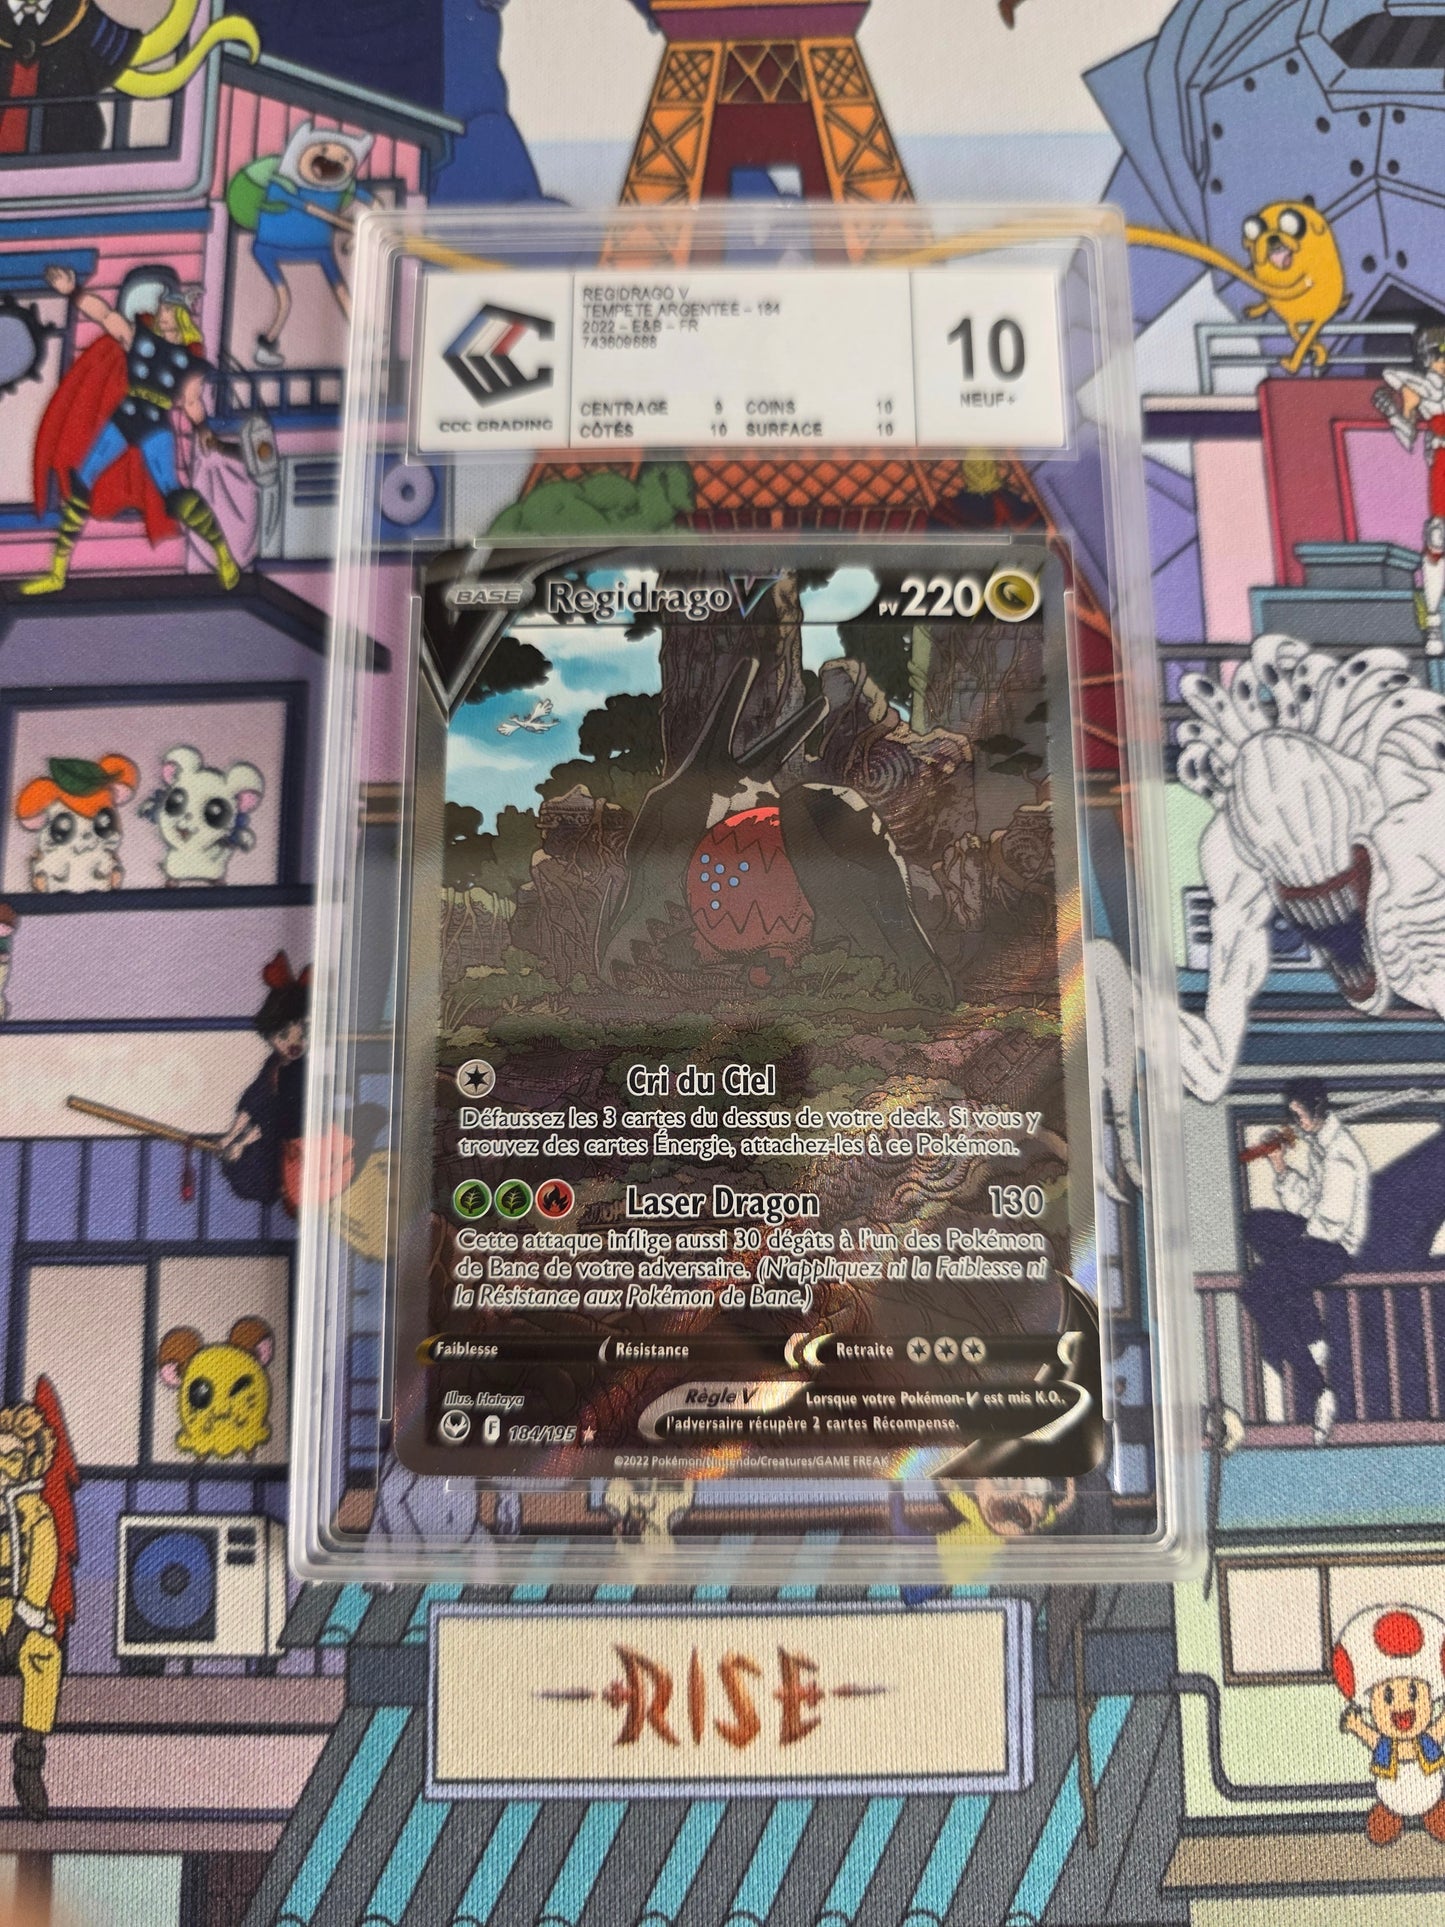 REGIDRAGO V
TEMPETE ARGENTEE - 184
2022 - E&B - FR
743609688
CENTRAGE 9 COINS 10
CÔTÉS 10 SURFACE 10
CCC GRADING
10
NEUF+
BASE Regidrago V PV 220
Cri du Ciel
Défaussez les 3 cartes du dessus de votre deck. Si vous y
trouvez des cartes Énergie, attachez-les à ce Pokémon.
Laser Dragon 130
Cette attaque inflige aussi 30 dégâts à l'un des Pokémon
de Banc de votre adversaire. (N'appliquez ni la Faiblesse ni
la Résistance aux Pokémon de Banc.)
Faiblesse Résistance Retraite
Illus. Hataya
Règle V Lorsque votre Pokémon-V est mis K.O.,
l'adversaire récupère 2 cartes Récompense.
F 184/195
©2022 Pokémon/Nintendo/Creatures/GAME FREAK
RISE